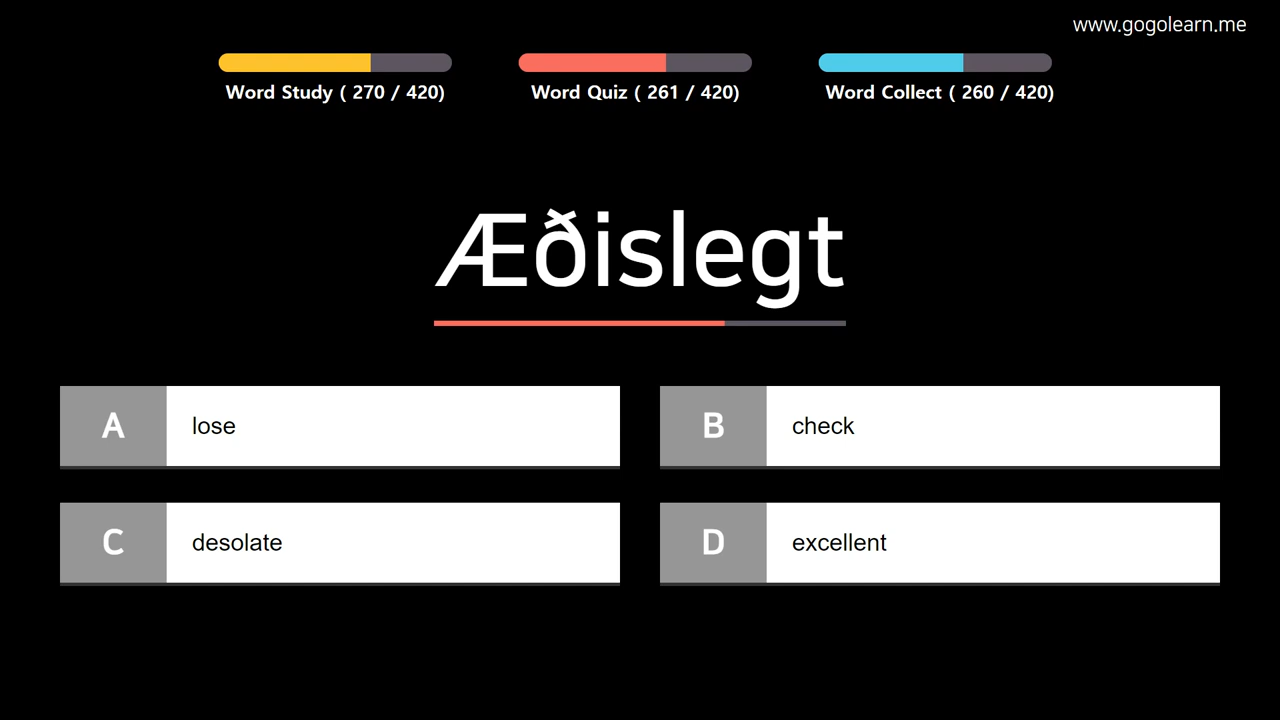 www.gogolearn.me
Word Study ( 270 / 420) Word Quiz ( 261 / 420) Word Collect ( 260 / 420)
Æðislegt
A lose
B check
C desolate
D excellent